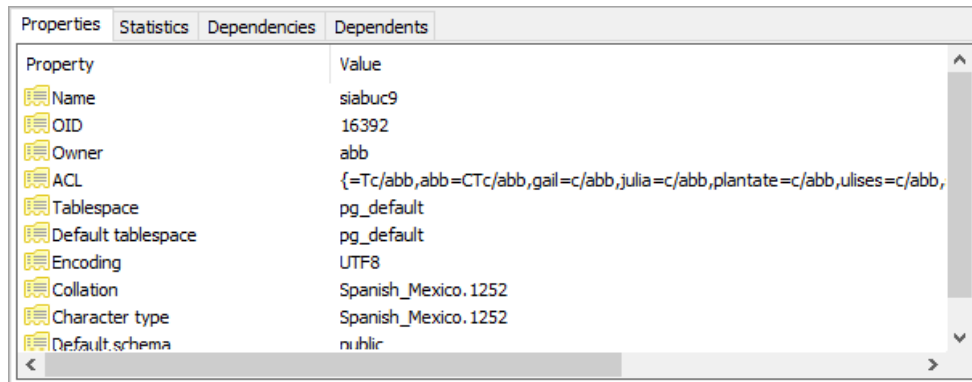 Properties Statistics Dependencies Dependents
Property Value
Name siabuc9
OID 16392
Owner abb
ACL {=Tc/abb,abb=CTc/abb,gail=c/abb,julia=c/abb,plantate=c/abb,ulises=c/abb,
Tablespace pg_default
Default tablespace pg_default
Encoding UTF8
Collation Spanish_Mexico.1252
Character type Spanish_Mexico.1252
Default schema public